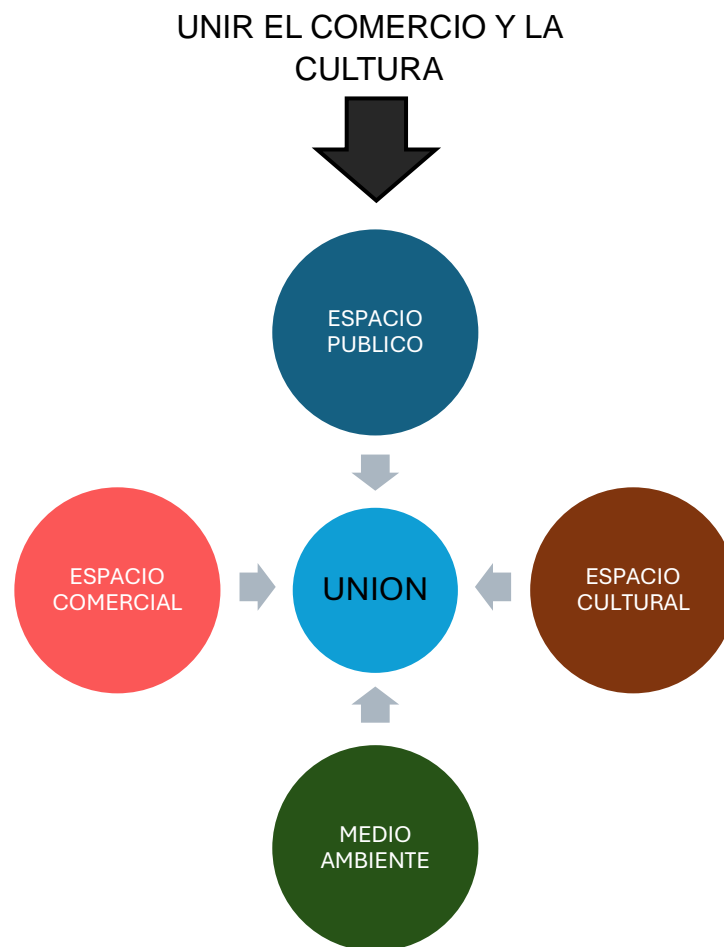 UNIR EL COMERCIO Y LA
CULTURA
ESPACIO
PUBLICO
ESPACIO
COMERCIAL
UNION
ESPACIO
CULTURAL
MEDIO
AMBIENTE